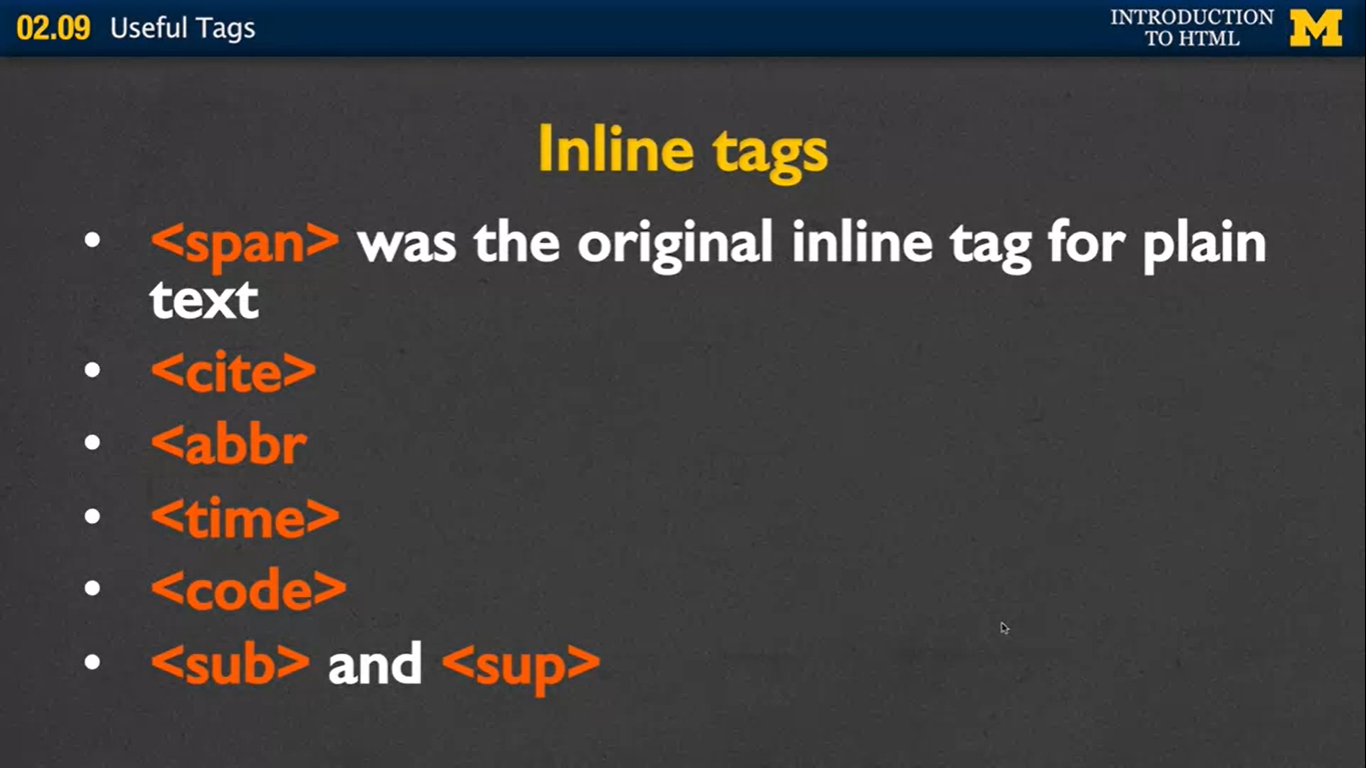 02.09 Useful Tags
INTRODUCTION
TO HTML
M
Inline tags
• <span> was the original inline tag for plain
text
• <cite>
• <abbr
• <time>
• <code>
• <sub> and <sup>